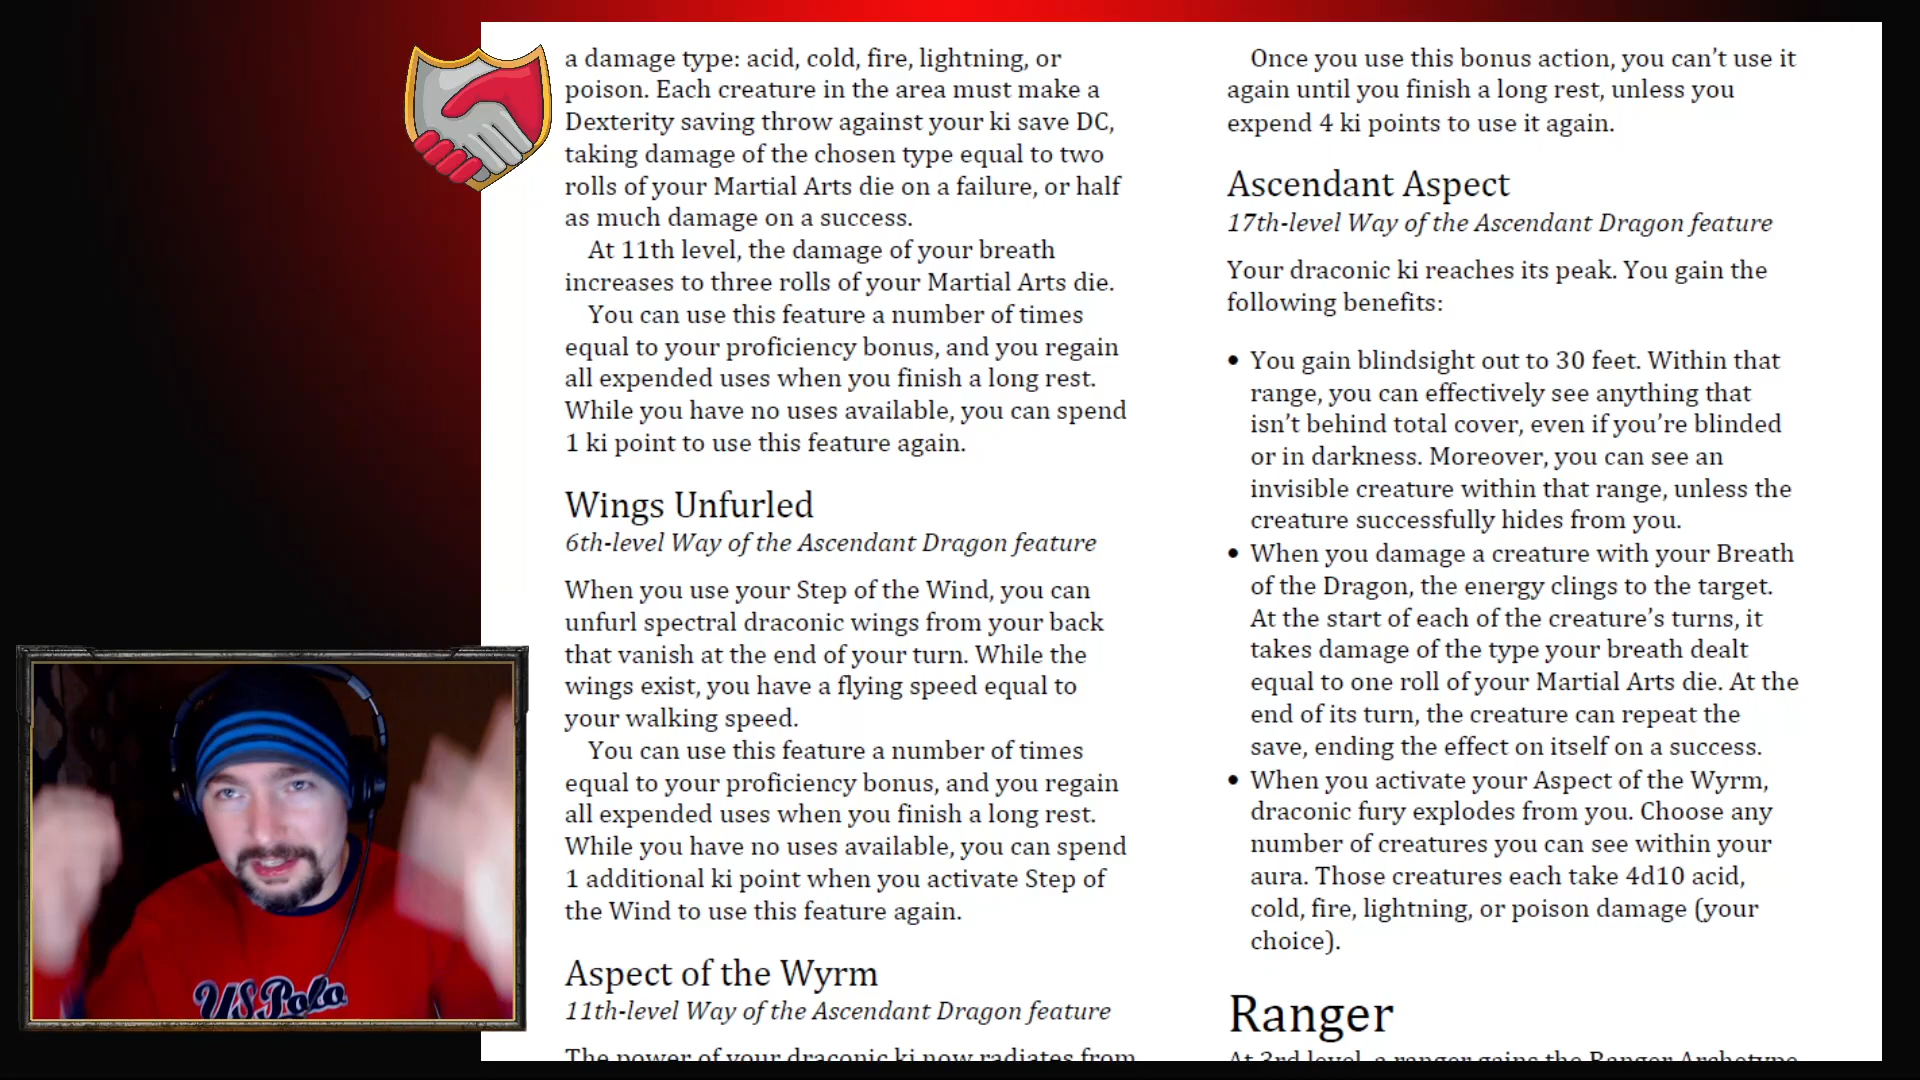 a damage type: acid, cold, fire, lightning, or
poison. Each creature in the area must make a
Dexterity saving throw against your ki save DC,
taking damage of the chosen type equal to two
rolls of your Martial Arts die on a failure, or half
as much damage on a success.
At 11th level, the damage of your breath
increases to three rolls of your Martial Arts die.
You can use this feature a number of times
equal to your proficiency bonus, and you regain
all expended uses when you finish a long rest.
While you have no uses available, you can spend
1 ki point to use this feature again.
Wings Unfurled
6th-level Way of the Ascendant Dragon feature
When you use your Step of the Wind, you can
unfurl spectral draconic wings from your back
that vanish at the end of your turn. While the
wings exist, you have a flying speed equal to
your walking speed.
You can use this feature a number of times
equal to your proficiency bonus, and you regain
all expended uses when you finish a long rest.
While you have no uses available, you can spend
1 additional ki point when you activate Step of
the Wind to use this feature again.
Aspect of the Wyrm
11th-level Way of the Ascendant Dragon feature
The power of your draconic ki now radiates from
Once you use this bonus action, you can't use it
again until you finish a long rest, unless you
expend 4 ki points to use it again.
Ascendant Aspect
17th-level Way of the Ascendant Dragon feature
Your draconic ki reaches its peak. You gain the
following benefits:
• You gain blindsight out to 30 feet. Within that
range, you can effectively see anything that
isn't behind total cover, even if you're blinded
or in darkness. Moreover, you can see an
invisible creature within that range, unless the
creature successfully hides from you.
• When you damage a creature with your Breath
of the Dragon, the energy clings to the target.
At the start of each of the creature's turns, it
takes damage of the type your breath dealt
equal to one roll of your Martial Arts die. At the
end of its turn, the creature can repeat the
save, ending the effect on itself on a success.
• When you activate your Aspect of the Wyrm,
draconic fury explodes from you. Choose any
number of creatures you can see within your
aura. Those creatures each take 4d10 acid,
cold, fire, lightning, or poison damage (your
choice).
Ranger
At 3rd level, a ranger gains the Ranger Archetype
US Polo